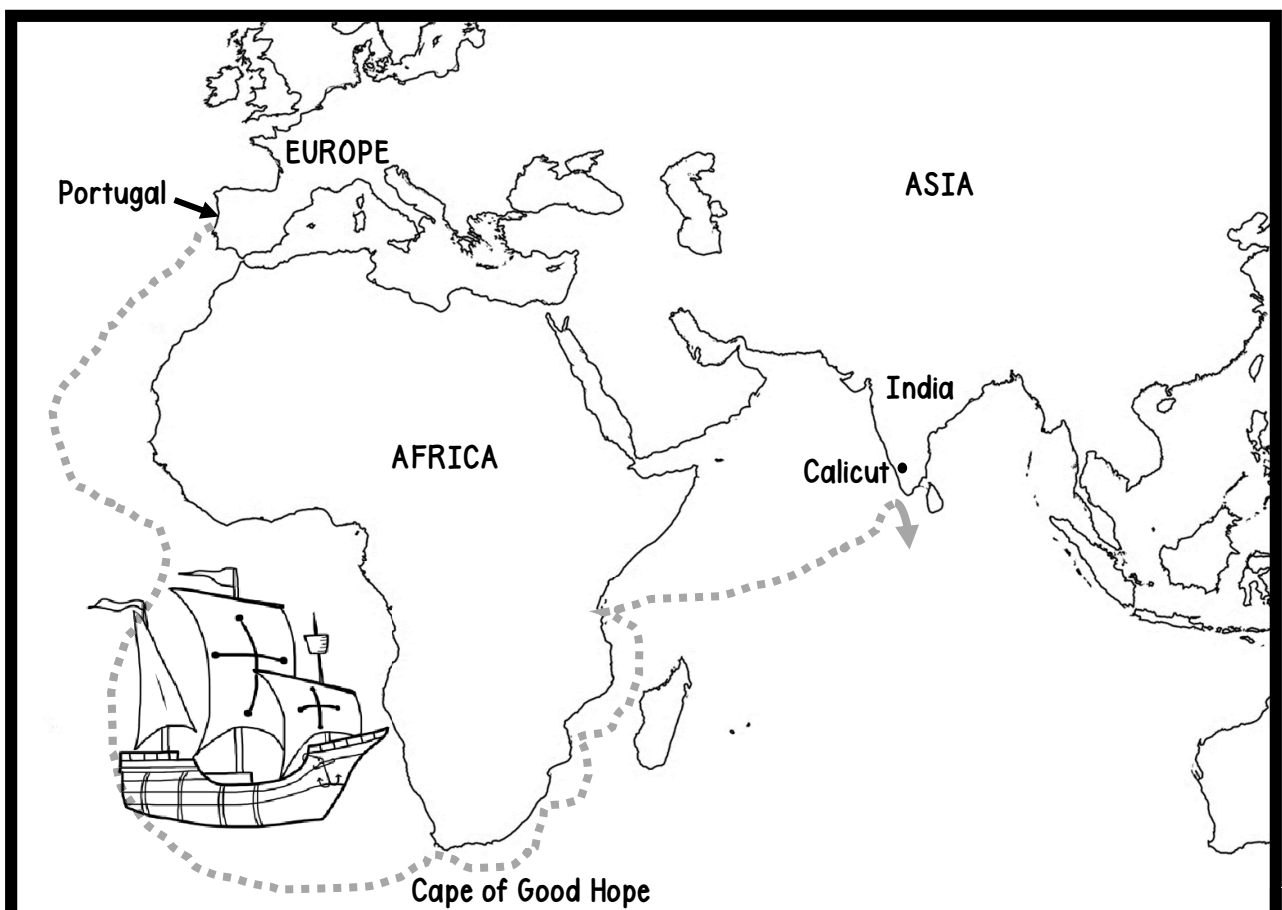 EUROPE
Portugal
ASIA
India
AFRICA
Calicut
Cape of Good Hope